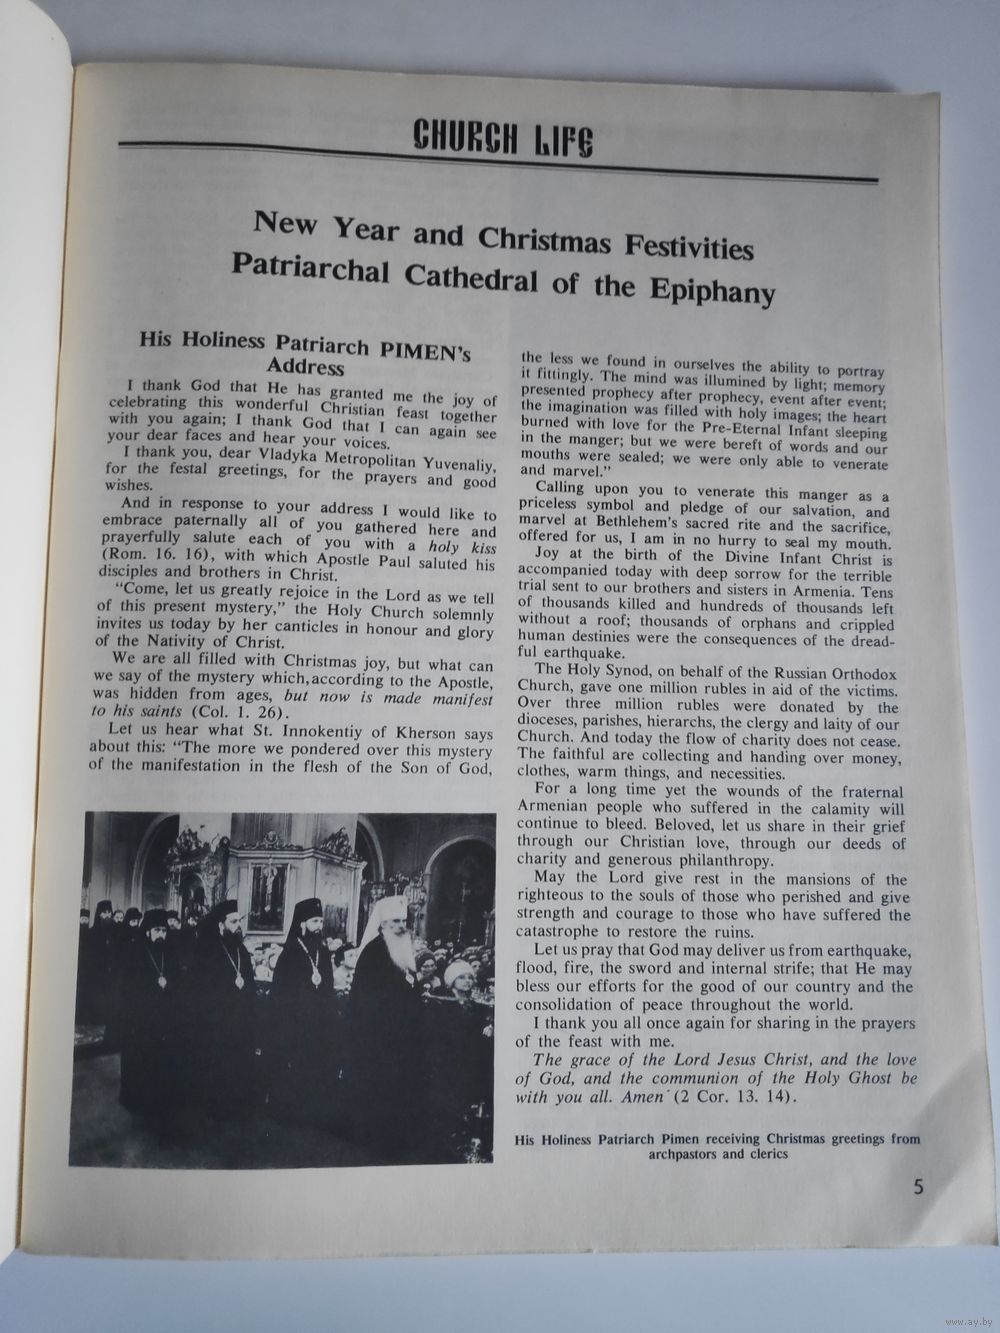 CHURCH LIFE
New Year and Christmas Festivities
Patriarchal Cathedral of the Epiphany
His Holiness Patriarch PIMEN's
Address
I thank God that He has granted me the joy of
celebrating this wonderful Christian feast together
with you again; I thank God that I can again see
your dear faces and hear your voices.
I thank you, dear Vladyka Metropolitan Yuvenaliy,
for the festal greetings, for the prayers and good
wishes.
And in response to your address I would like to
embrace paternally all of you gathered here and
prayerfully salute each of you with a holy kiss
(Rom. 16. 16), with which Apostle Paul saluted his
disciples and brothers in Christ.
“Come, let us greatly rejoice in the Lord as we tell
of this present mystery,” the Holy Church solemnly
invites us today by her canticles in honour and glory
of the Nativity of Christ.
We are all filled with Christmas joy, but what can
we say of the mystery which, according to the Apostle,
was hidden from ages, but now is made manifest
to his saints (Col. 1. 26).
Let us hear what St. Innokentiy of Kherson says
about this: “The more we pondered over this mystery
of the manifestation in the flesh of the Son of God,
the less we found in ourselves the ability to portray
it fittingly. The mind was illumined by light; memory
presented prophecy after prophecy, event after event;
the imagination was filled with holy images; the heart
burned with love for the Pre-Eternal Infant sleeping
in the manger; but we were bereft of words and our
mouths were sealed; we were only able to venerate
and marvel.”
Calling upon you to venerate this manger as a
priceless symbol and pledge of our salvation, and
marvel at Bethlehem's sacred rite and the sacrifice,
offered for us, I am in no hurry to seal my mouth.
Joy at the birth of the Divine Infant Christ is
accompanied today with deep sorrow for the terrible
trial sent to our brothers and sisters in Armenia. Tens
of thousands killed and hundreds of thousands left
without a roof; thousands of orphans and crippled
human destinies were the consequences of the dread-
ful earthquake.
The Holy Synod, on behalf of the Russian Orthodox
Church, gave one million rubles in aid of the victims.
Over three million rubles were donated by the
dioceses, parishes, hierarchs, the clergy and laity of our
Church. And today the flow of charity does not cease.
The faithful are collecting and handing over money,
clothes, warm things, and necessities.
For a long time yet the wounds of the fraternal
Armenian people who suffered in the calamity will
continue to bleed. Beloved, let us share in their grief
through our Christian love, through our deeds of
charity and generous philanthropy.
May the Lord give rest in the mansions of the
righteous to the souls of those who perished and give
strength and courage to those who have suffered the
catastrophe to restore the ruins.
Let us pray that God may deliver us from earthquake,
flood, fire, the sword and internal strife; that He may
bless our efforts for the good of our country and the
consolidation of peace throughout the world.
I thank you all once again for sharing in the prayers
of the feast with me.
The grace of the Lord Jesus Christ, and the love
of God, and the communion of the Holy Ghost be
with you all. Amen (2 Cor. 13. 14).
His Holiness Patriarch Pimen receiving Christmas greetings from
archpastors and clerics
5
www.ay.by